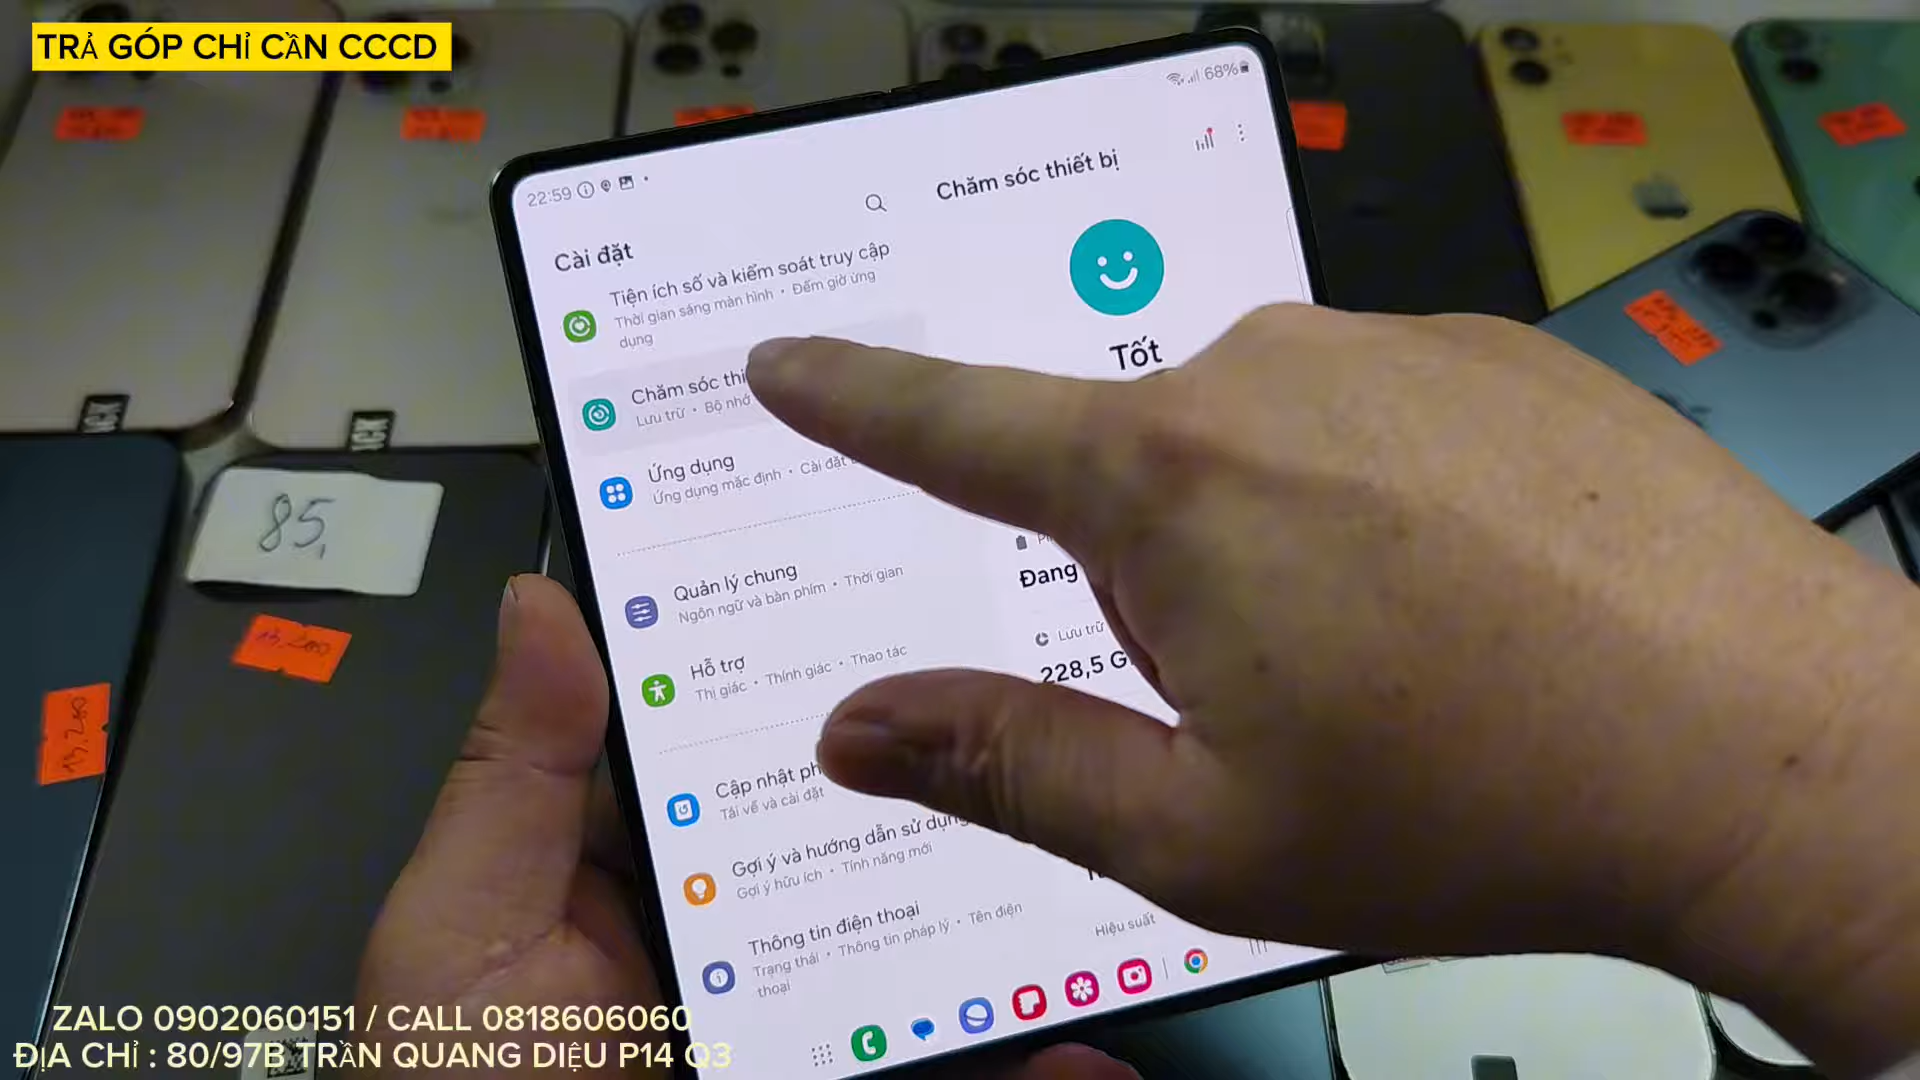 TRẢ GÓP CHỈ CẦN CCCD
68%
22:59
Chăm sóc thiết bị
Cài đặt
Tiện ích số và kiểm soát truy cập
Thời gian sáng màn hình • Đếm giờ ứng
dụng
Tốt
Chăm sóc thi
Lưu trữ • Bộ nhớ
Ứng dụng
Ứng dụng mặc định • Cài đặt
85,
Đang
Quản lý chung
Ngôn ngữ và bàn phím • Thời gian
Lưu trữ
228,5 G
13,200
Hỗ trợ
Thị giác • Thính giác • Thao tác
Cập nhật ph
Tải về và cài đặt
Gợi ý và hướng dẫn sử dụng
Gợi ý hữu ích • Tính năng mới
Thông tin điện thoại
Trạng thái • Thông tin pháp lý • Tên điện
thoại
Hiệu suất
ZALO 0902060151 / CALL 0818606060
ĐỊA CHỈ : 80/97B TRẦN QUANG DIỆU P14 Q3